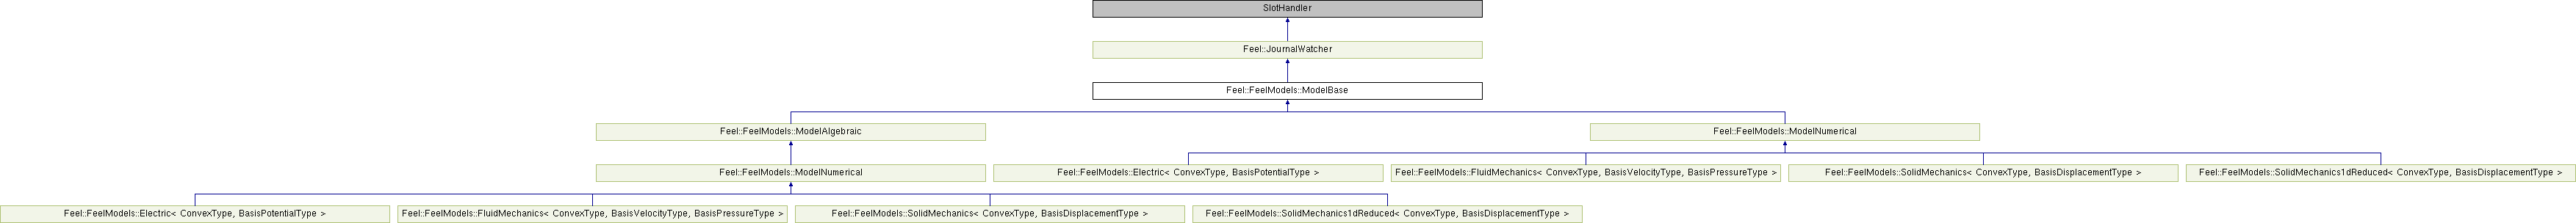 SlotHandler
Feel::JournalWatcher
Feel::FeelModels::ModelBase
Feel::FeelModels::ModelAlgebraic
Feel::FeelModels::ModelNumerical
Feel::FeelModels::ModelNumerical
Feel::FeelModels::Electric< ConvexType, BasisPotentialType >
Feel::FeelModels::FluidMechanics< ConvexType, BasisVelocityType, BasisPressureType >
Feel::FeelModels::SolidMechanics< ConvexType, BasisDisplacementType >
Feel::FeelModels::SolidMechanics1dReduced< ConvexType, BasisDisplacementType >
Feel::FeelModels::Electric< ConvexType, BasisPotentialType >
Feel::FeelModels::FluidMechanics< ConvexType, BasisVelocityType, BasisPressureType >
Feel::FeelModels::SolidMechanics< ConvexType, BasisDisplacementType >
Feel::FeelModels::SolidMechanics1dReduced< ConvexType, BasisDisplacementType >